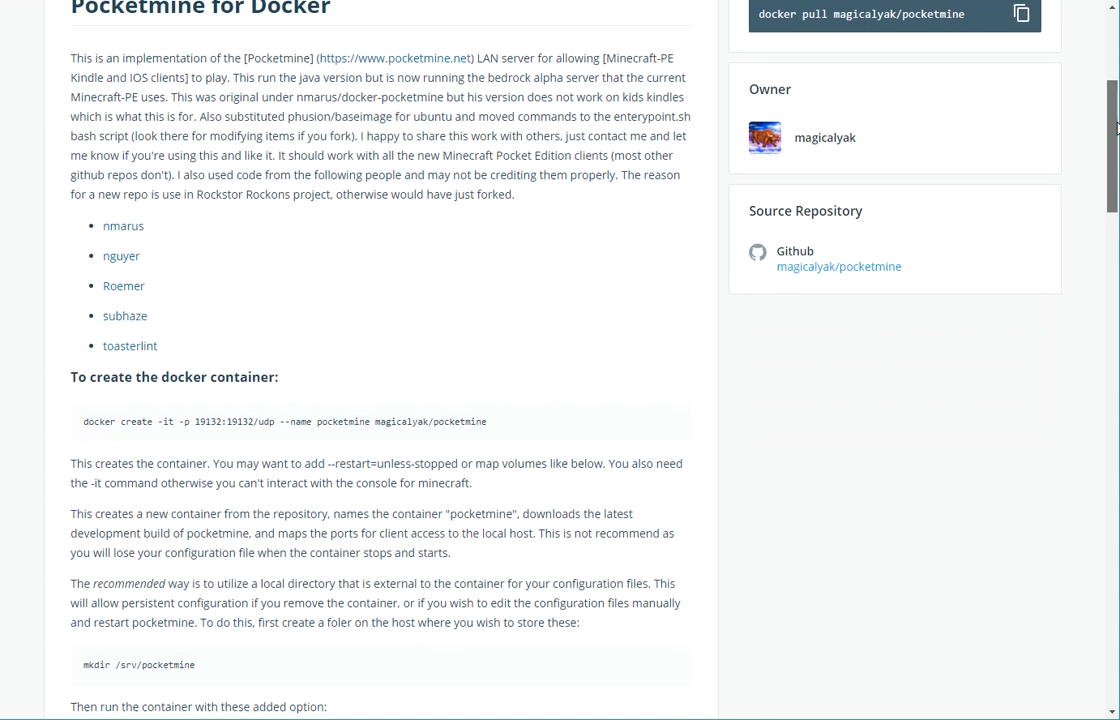 Pocketmine for Docker
This is an implementation of the [Pocketmine] (https://www.pocketmine.net) LAN server for allowing [Minecraft-PE
Kindle and IOS clients] to play. This run the java version but is now running the bedrock alpha server that the current
Minecraft-PE uses. This was original under nmarus/docker-pocketmine but his version does not work on kids kindles
which is what this is for. Also substituted phusion/baseimage for ubuntu and moved commands to the enterypoint.sh
bash script (look there for modifying items if you fork). I happy to share this work with others, just contact me and let
me know if you're using this and like it. It should work with all the new Minecraft Pocket Edition clients (most other
github repos don't). I also used code from the following people and may not be crediting them properly. The reason
for a new repo is use in Rockstor Rockons project, otherwise would have just forked.
• nmarus
• nguyer
• Roemer
• subhaze
• toasterlint
To create the docker container:
docker create -it -p 19132:19132/udp --name pocketmine magicalyak/pocketmine
This creates the container. You may want to add --restart=unless-stopped or map volumes like below. You also need
the -it command otherwise you can't interact with the console for minecraft.
This creates a new container from the repository, names the container "pocketmine", downloads the latest
development build of pocketmine, and maps the ports for client access to the local host. This is not recommend as
you will lose your configuration file when the container stops and starts.
The recommended way is to utilize a local directory that is external to the container for your configuration files. This
will allow persistent configuration if you remove the container, or if you wish to edit the configuration files manually
and restart pocketmine. To do this, first create a foler on the host where you wish to store these:
mkdir /srv/pocketmine
Then run the container with these added option:
docker pull magicalyak/pocketmine
Owner
magicalyak
Source Repository
Github
magicalyak/pocketmine